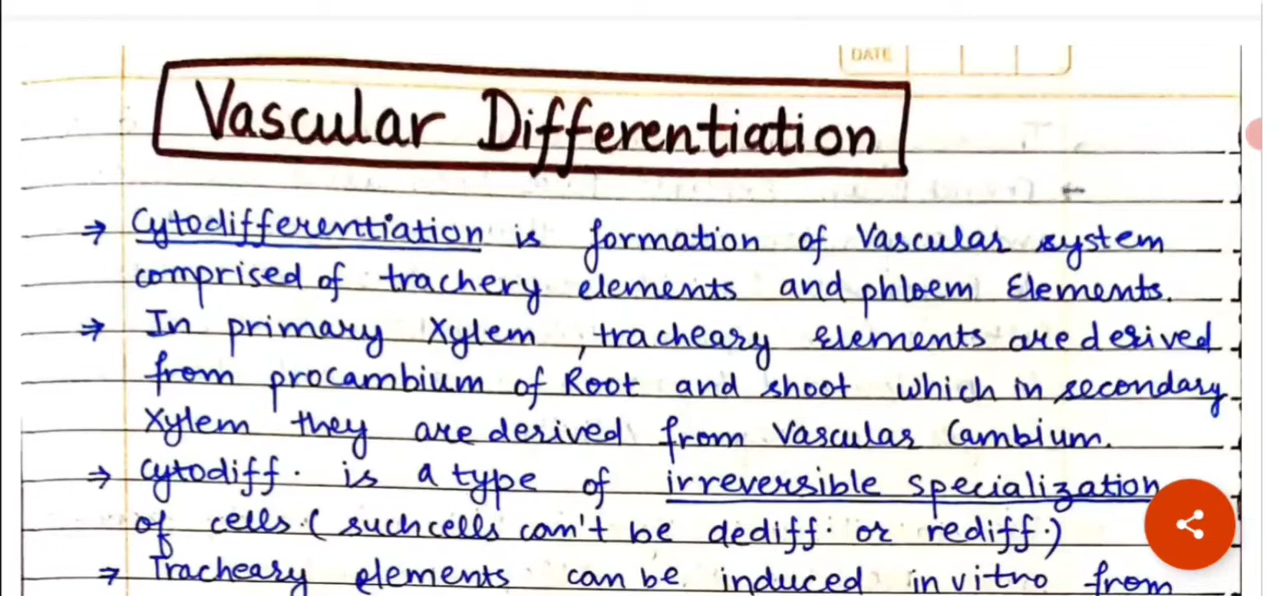 DATE
Vascular Differentiation
→ Cytodifferentiation is formation of Vascular system
comprised of trachery elements and phloem Elements.
→ In primary Xylem, tracheary Elements are derived
from procambium of Root and shoot which in secondary
Xylem they are derived from Vascular Cambium.
→ Cytodiff. is a type of irreversible specialization
of cells. (such cells can't be dediff. or rediff.)
→ Tracheary elements can be induced in vitro from